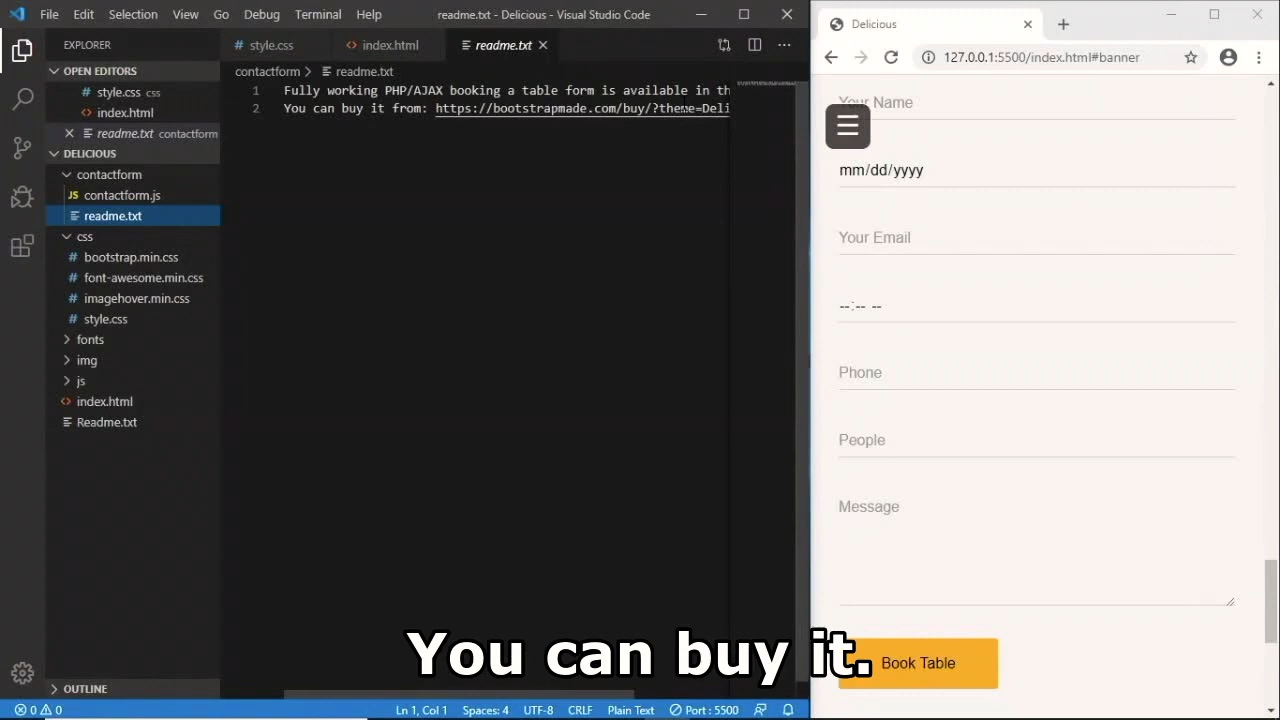 File Edit Selection View Go Debug Terminal Help readme.txt - Delicious - Visual Studio Code
EXPLORER
OPEN EDITORS
style.css css
index.html
readme.txt contactform
DELICIOUS
contactform
JS contactform.js
readme.txt
css
# bootstrap.min.css
# font-awesome.min.css
# imagehover.min.css
# style.css
fonts
img
js
index.html
Readme.txt
OUTLINE
# style.css <> index.html readme.txt
contactform > readme.txt
1 Fully working PHP/AJAX booking a table form is available in th
2 You can buy it from: https://bootstrapmade.com/buy/?theme=Deli
0 0
Ln 1, Col 1 Spaces: 4 UTF-8 CRLF Plain Text Port : 5500
Delicious
127.0.0.1:5500/index.html#banner
Your Name
mm/dd/yyyy
Your Email
--:-- --
Phone
People
Message
Book Table
You can buy it.